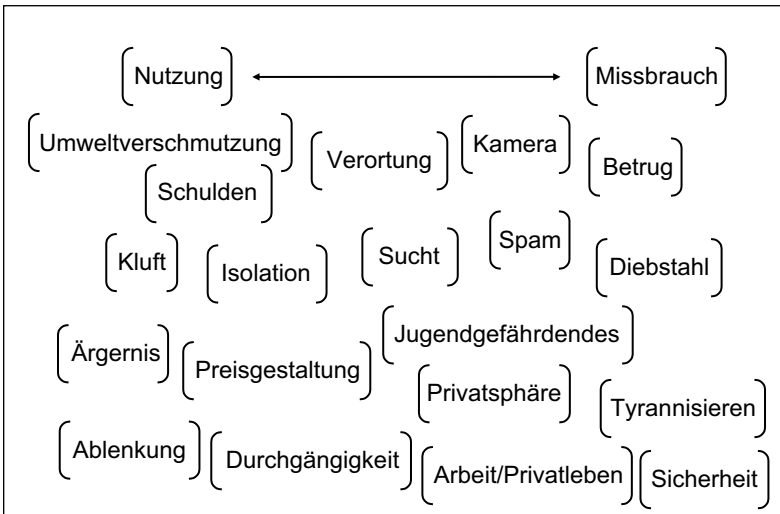 Nutzung
Missbrauch
Umweltverschmutzung
Verortung
Kamera
Betrug
Schulden
Kluft
Isolation
Sucht
Spam
Diebstahl
Ärgernis
Preisgestaltung
Jugendgefährdendes
Privatsphäre
Tyrannisieren
Ablenkung
Durchgängigkeit
Arbeit/Privatleben
Sicherheit